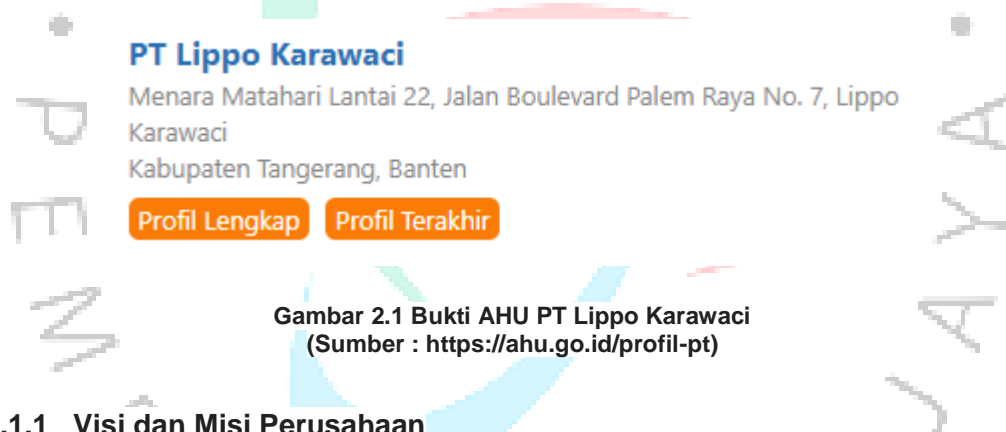 PT Lippo Karawaci
Menara Matahari Lantai 22, Jalan Boulevard Palem Raya No. 7, Lippo
Karawaci
Kabupaten Tangerang, Banten
Profil Lengkap Profil Terakhir
Gambar 2.1 Bukti AHU PT Lippo Karawaci
(Sumber : https://ahu.go.id/profil-pt)
.1.1 Visi dan Misi Perusahaan